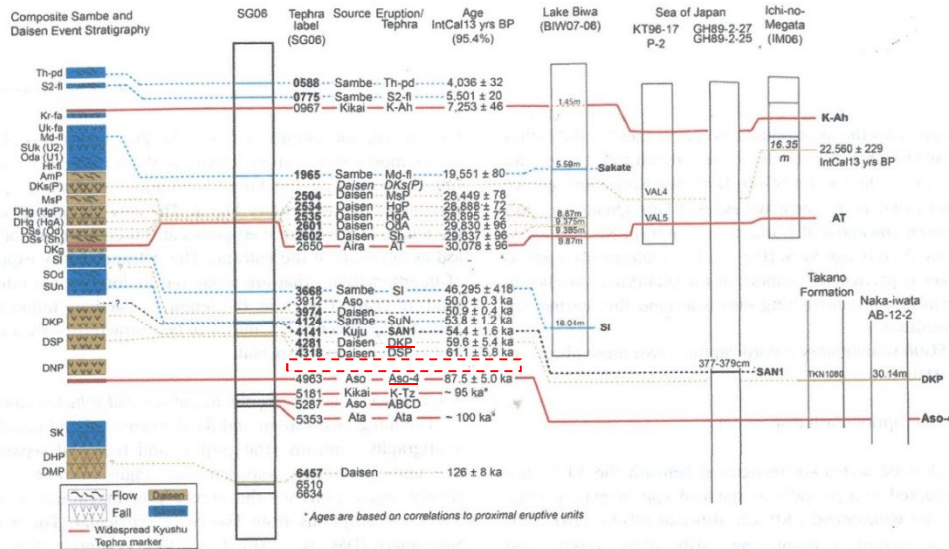 Composite Sambe and Daisen Event Stratigraphy
SG06
Tephra label (SG06)
Source
Eruption/ Tephra
Age IntCal13 yrs BP (95.4%)
Lake Biwa (BIW07-06)
Sea of Japan
KT96-17 P-2
GH89-2-27
GH89-2-25
Ichi-no-Megata (IM06)
Th-pd
S2-fl
Kr-fa
Uk-fa
Md-fl
SUk (U2)
Oda (U1)
Ht-fl
AmP
DKs(P)
MsP
DHg (HgP)
DHg (HgA)
DSs (Od)
DSs (Sh)
DKg
SI
SOd
SUn
DKP
DSP
DNP
SK
DHP
DMP
?
0588 Sambe Th-pd 4,036 ± 32
0775 Sambe S2-fl 5,501 ± 20
0967 Kikai K-Ah 7,253 ± 46
1965 Sambe Md-fl 19,551 ± 80
Daisen DKs(P)
2504 Daisen MsP 28,449 ± 78
2534 Daisen HgP 28,888 ± 72
2535 Daisen HgA 28,895 ± 72
2601 Daisen OdA 29,830 ± 96
2602 Daisen Sh 29,837 ± 96
2650 Aira AT 30,078 ± 96
3668 Sambe SI 46,295 ± 418
3912 Aso 50.0 ± 0.3 ka
3974 Daisen 50.9 ± 0.4 ka
4124 Sambe SuN 53.8 ± 1.2 ka
4141 Kuju SAN1 54.4 ± 1.6 ka
4281 Daisen DKP 59.6 ± 5.4 ka
4318 Daisen DSP 61.1 ± 5.8 ka
4963 Aso Aso-4 87.5 ± 5.0 ka
5181 Kikai K-Tz ~ 95 ka*
5287 Aso ABCD
5353 Ata Ata ~ 100 ka*
6457 Daisen 126 ± 8 ka
6510
6634
1.45m
5.59m
Sakate
8.87m
9.275m
9.385m
9.87m
16.04m
SI
VAL4
VAL5
16.35 m
K-Ah
22.560 ± 229
IntCal13 yrs BP
AT
Takano Formation
Naka-iwata AB-12-2
377-379cm
SAN1
TKN1080
30.14m
DKP
Aso-
Flow
Fall
Daisen
Sambe
Widespread Kyushu Tephra marker
* Ages are based on correlations to proximal eruptive units